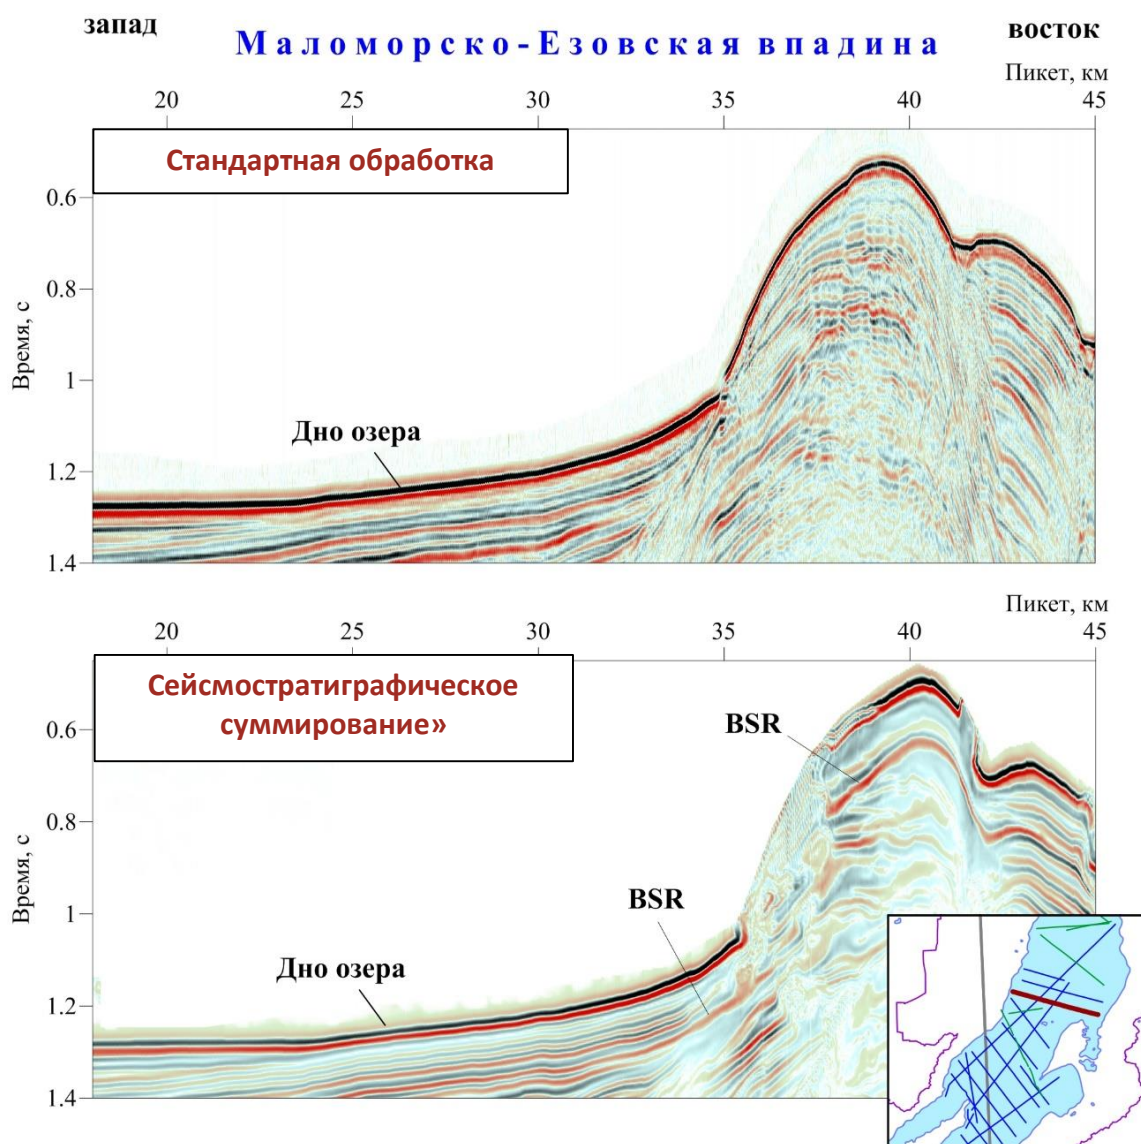 запад
Маломорско-Езовская впадина
восток
Пикет, км
20 25 30 35 40 45
Стандартная обработка
0.6
0.8
1
1.2
1.4
Время, с
Дно озера
Пикет, км
20 25 30 35 40 45
Сейсмостратиграфическое
суммирование»
0.6
0.8
1
1.2
1.4
Время, с
BSR
BSR
Дно озера